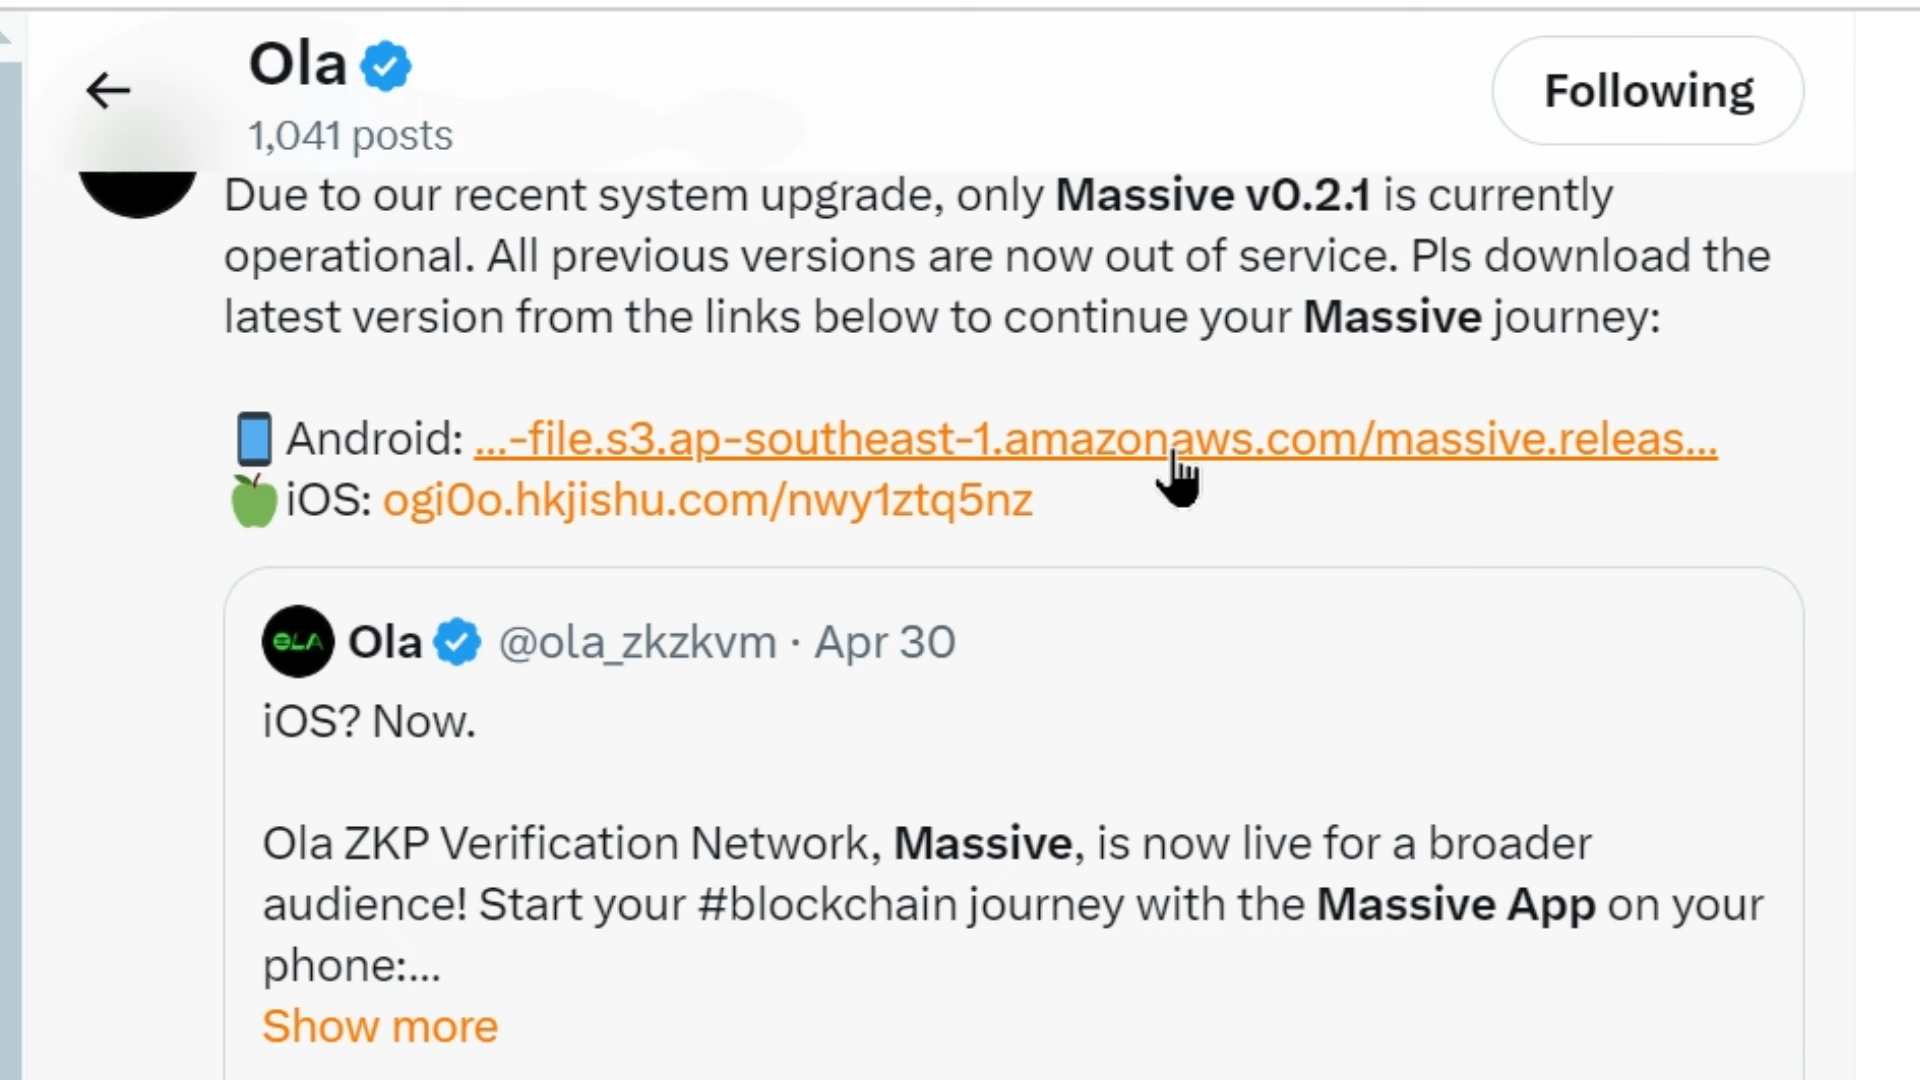 Ola
1,041 posts
Following
Due to our recent system upgrade, only Massive v0.2.1 is currently
operational. All previous versions are now out of service. Pls download the
latest version from the links below to continue your Massive journey:
Android: ...-file.s3.ap-southeast-1.amazonaws.com/massive.releas...
iOS: ogi0o.hkjishu.com/nwy1ztq5nz
OLA
Ola @ola_zkzkvm · Apr 30
iOS? Now.
Ola ZKP Verification Network, Massive, is now live for a broader
audience! Start your #blockchain journey with the Massive App on your
phone:...
Show more